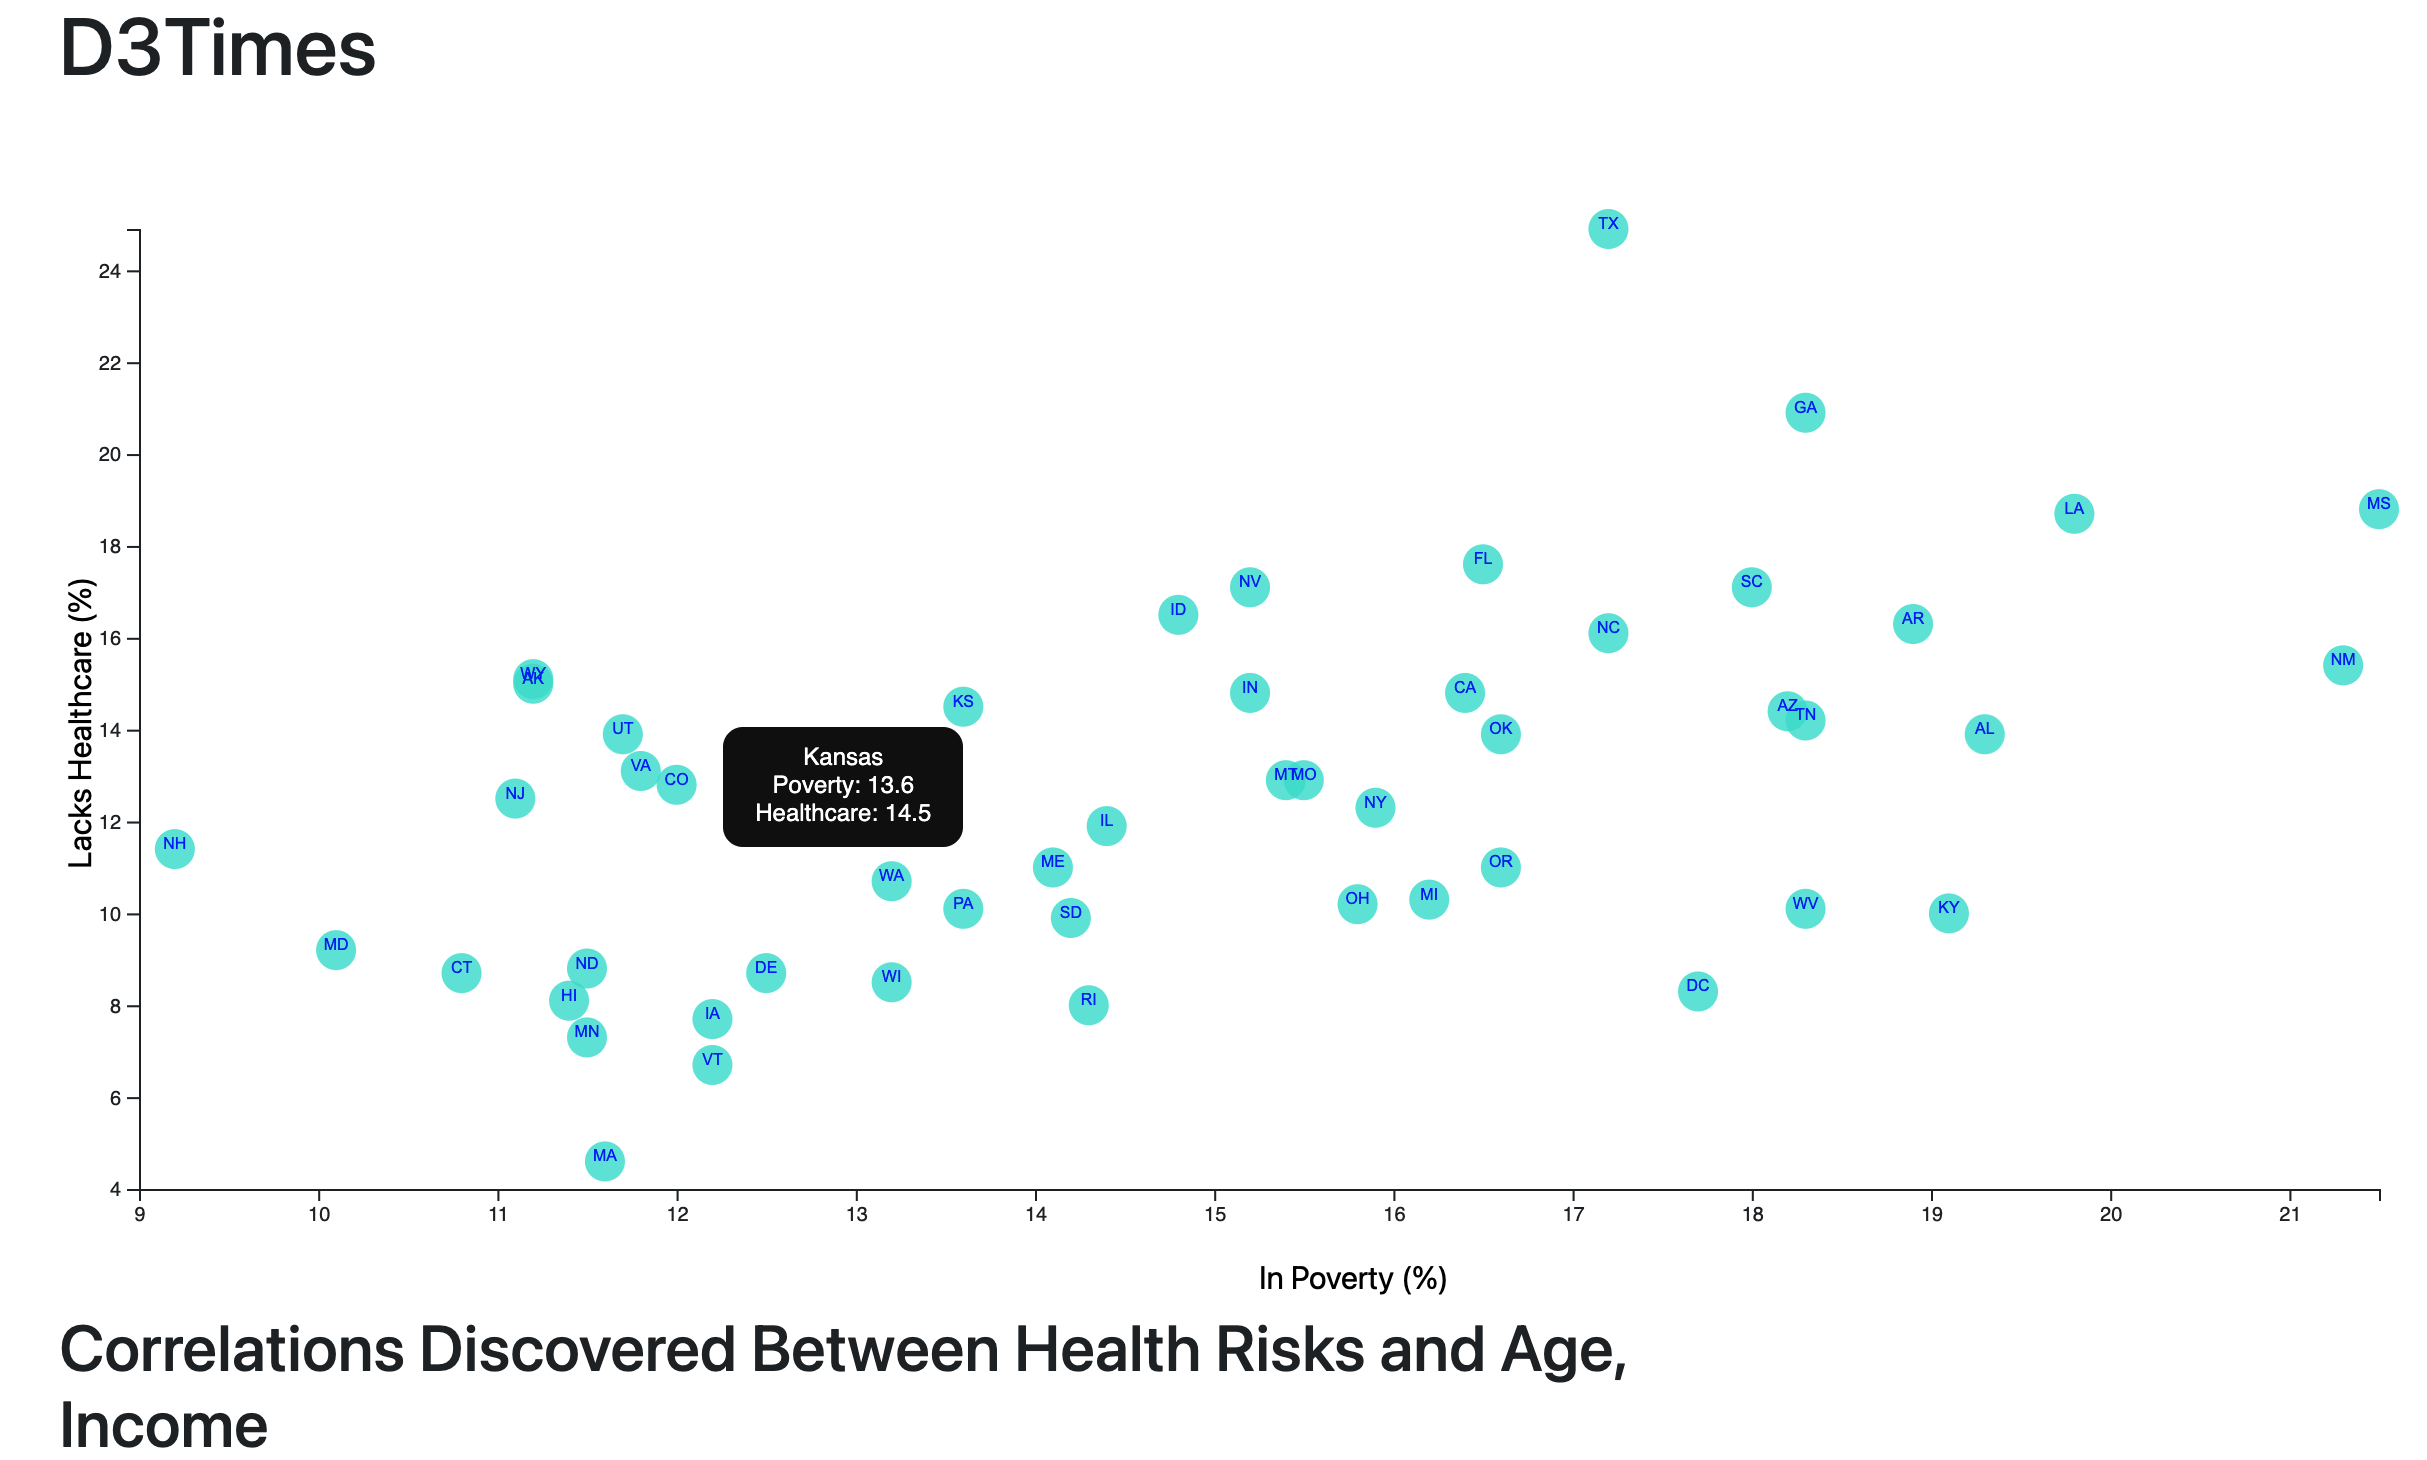 D3Times
TX
24
22
GA
20
MS
LA
18
FL
NV
SC
ID
AR
NC
16
NM
WY
AK
IN
CA
KS
AZ
TN
UT
OK
AL
14
VA
CO
MT
MO
NJ
NY
Kansas
Poverty: 13.6
Healthcare: 14.5
12
IL
NH
ME
OR
WA
MI
OH
PA
WV
KY
SD
10
MD
ND
CT
DE
WI
DC
HI
RI
8
IA
MN
VT
6
MA
4
Lacks Healthcare (%)
9 10 11 12 13 14 15 16 17 18 19 20 21
In Poverty (%)
Correlations Discovered Between Health Risks and Age,
Income